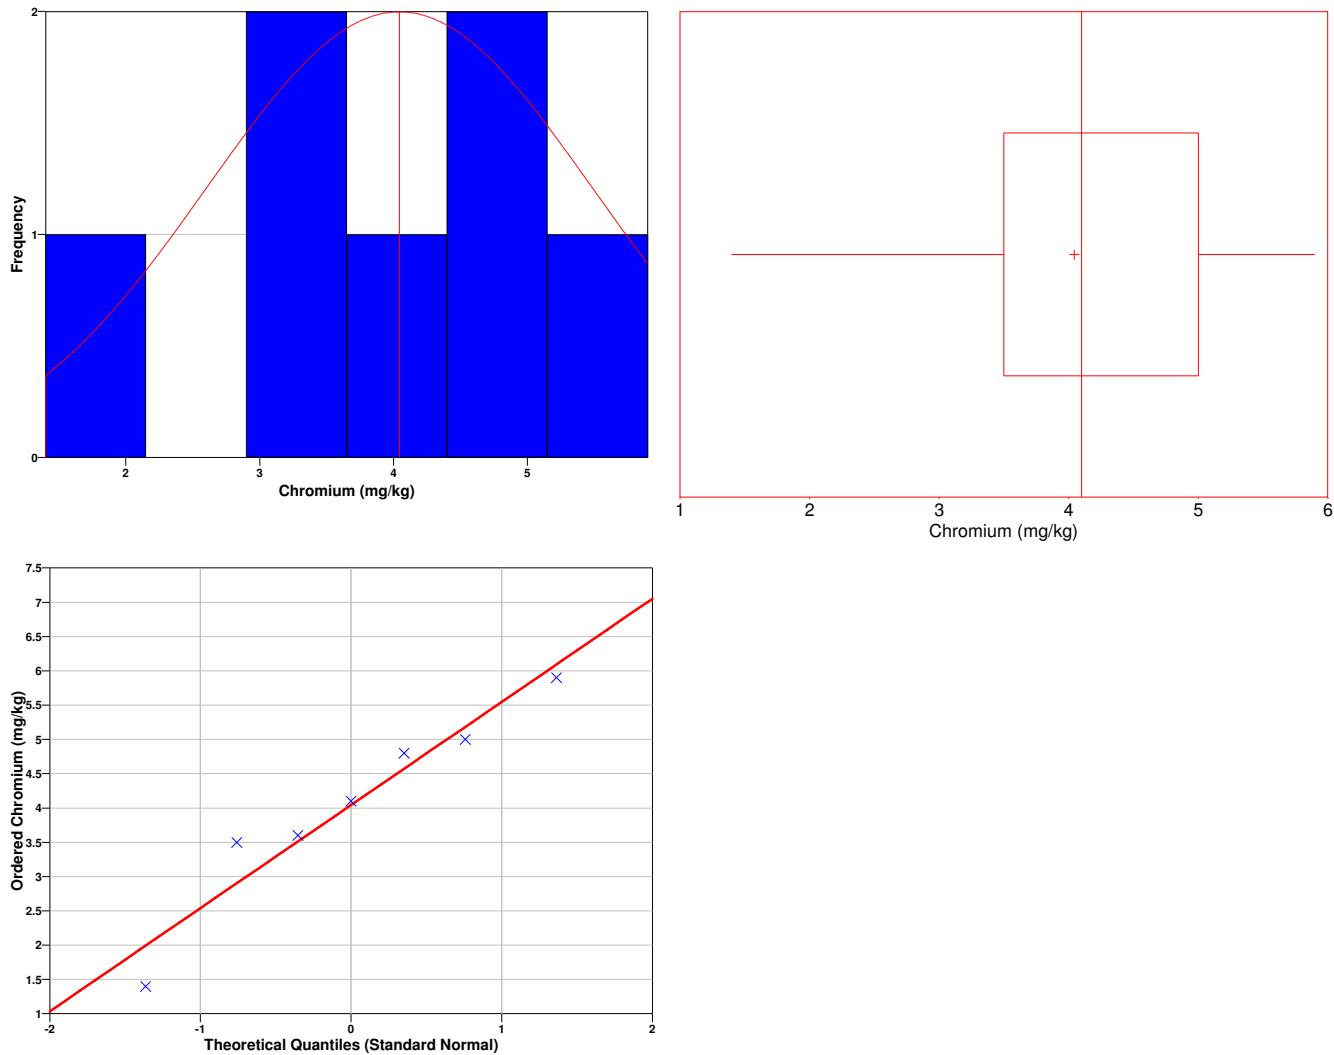 2
1
0
Frequency
2 3 4 5
Chromium (mg/kg)
1 2 3 4 5 6
Chromium (mg/kg)
7.5
7
6.5
6
5.5
5
4.5
4
3.5
3
2.5
2
1.5
1
Ordered Chromium (mg/kg)
-2 -1 0 1 2
Theoretical Quantiles (Standard Normal)